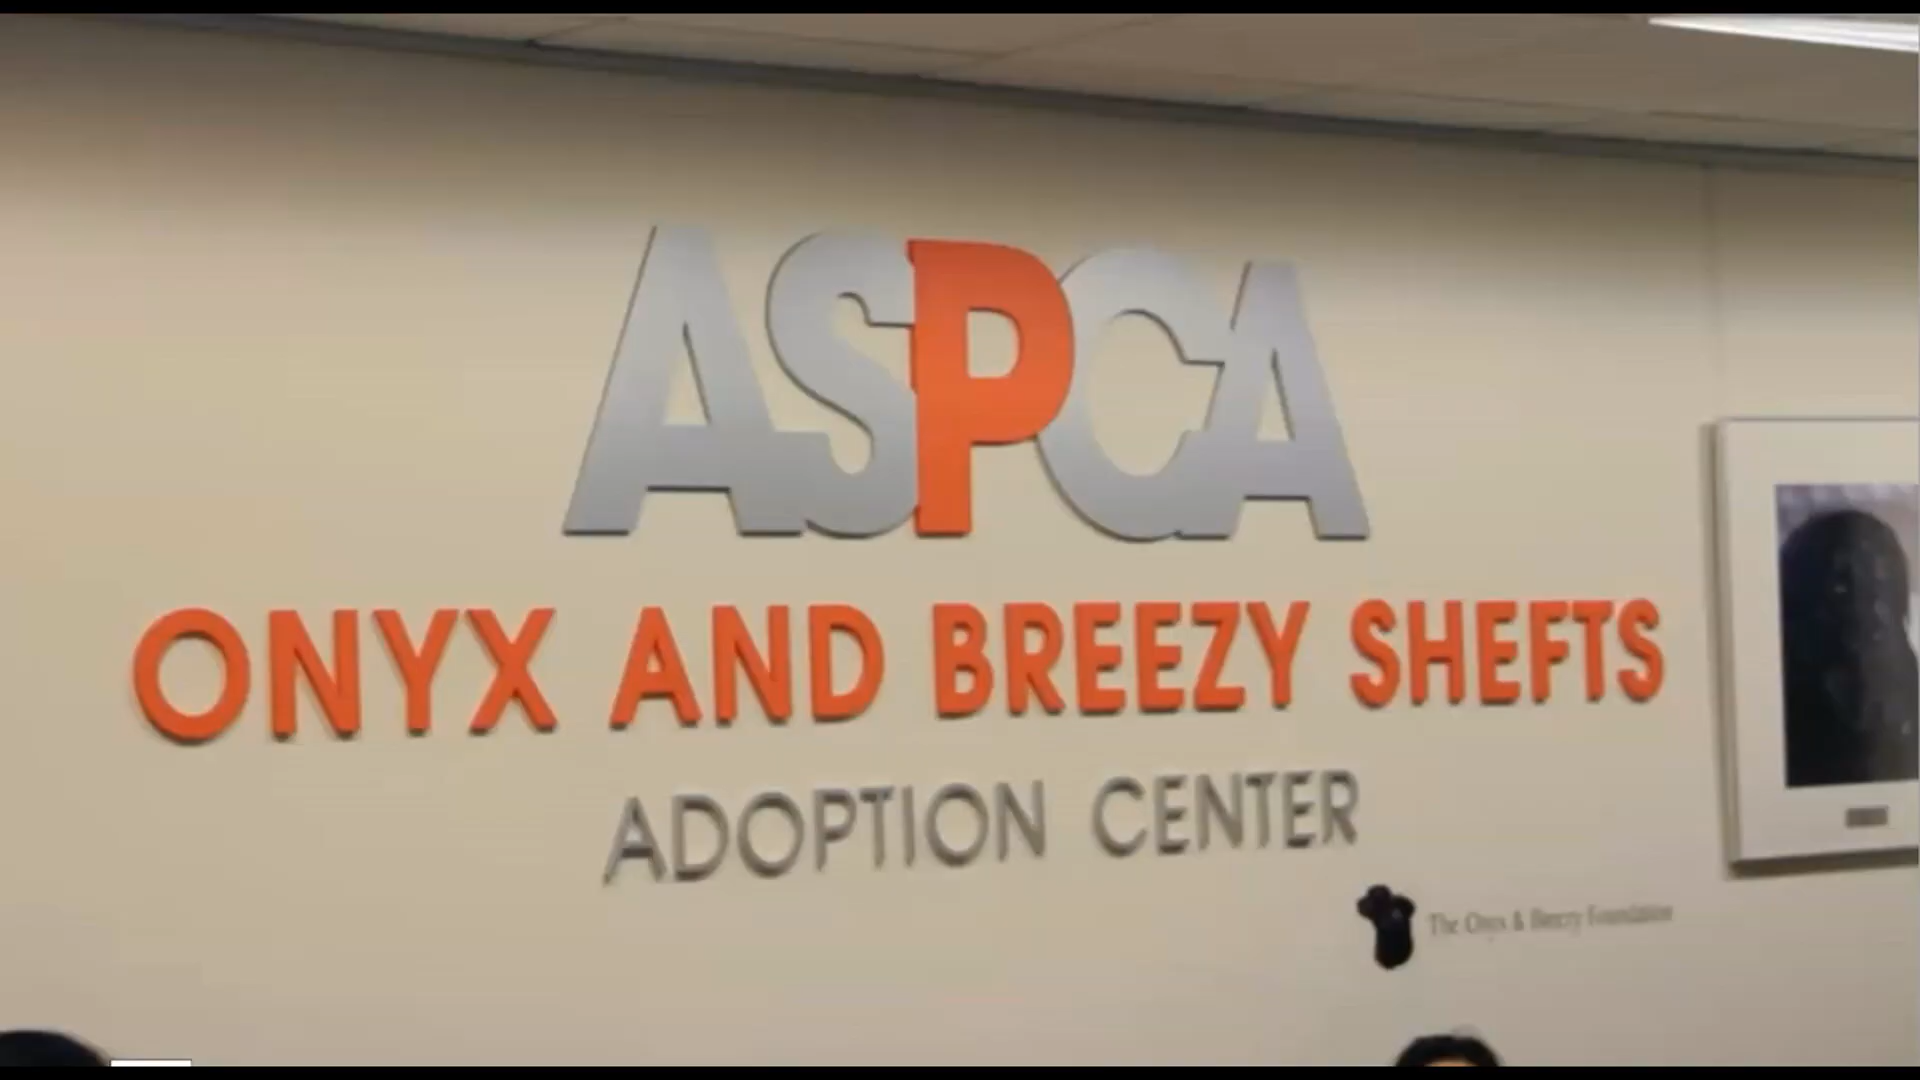 ASPCA
ONYX AND BREEZY SHEFTS
ADOPTION CENTER
The Onyx & Breezy Foundation